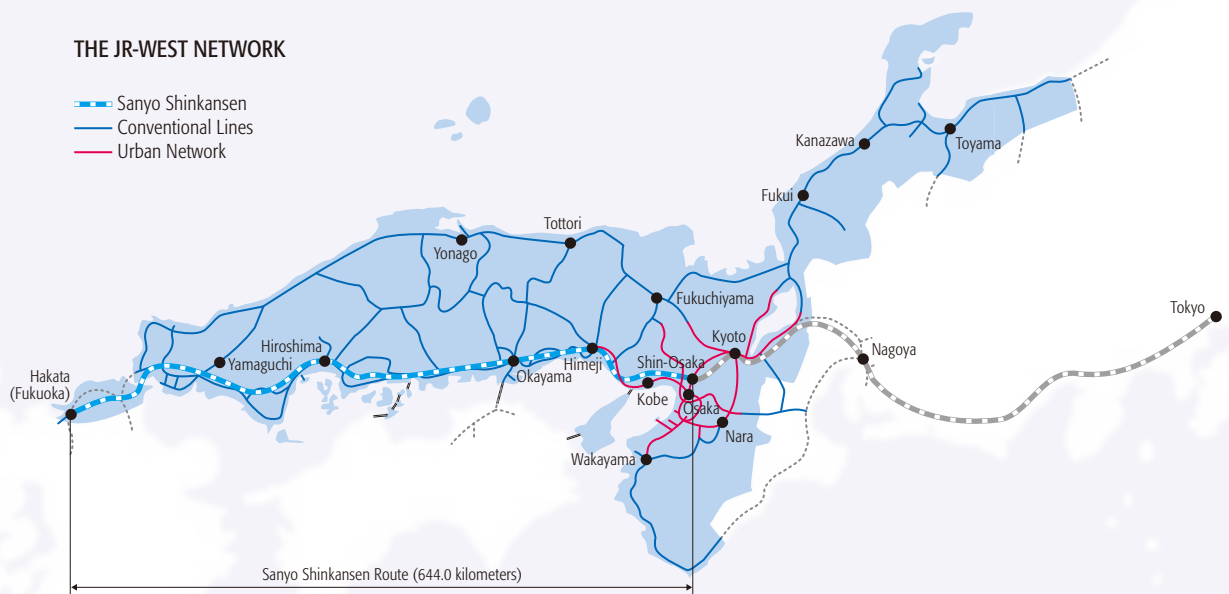 THE JR-WEST NETWORK
Sanyo Shinkansen
Conventional Lines
Urban Network
Kanazawa
Toyama
Fukui
Tottori
Yonago
Fukuchiyama
Tokyo
Kyoto
Nagoya
Hiroshima
Yamaguchi
Okayama
Himeji
Shin-Osaka
Kobe
Osaka
Hakata
(Fukuoka)
Nara
Wakayama
Sanyo Shinkansen Route (644.0 kilometers)